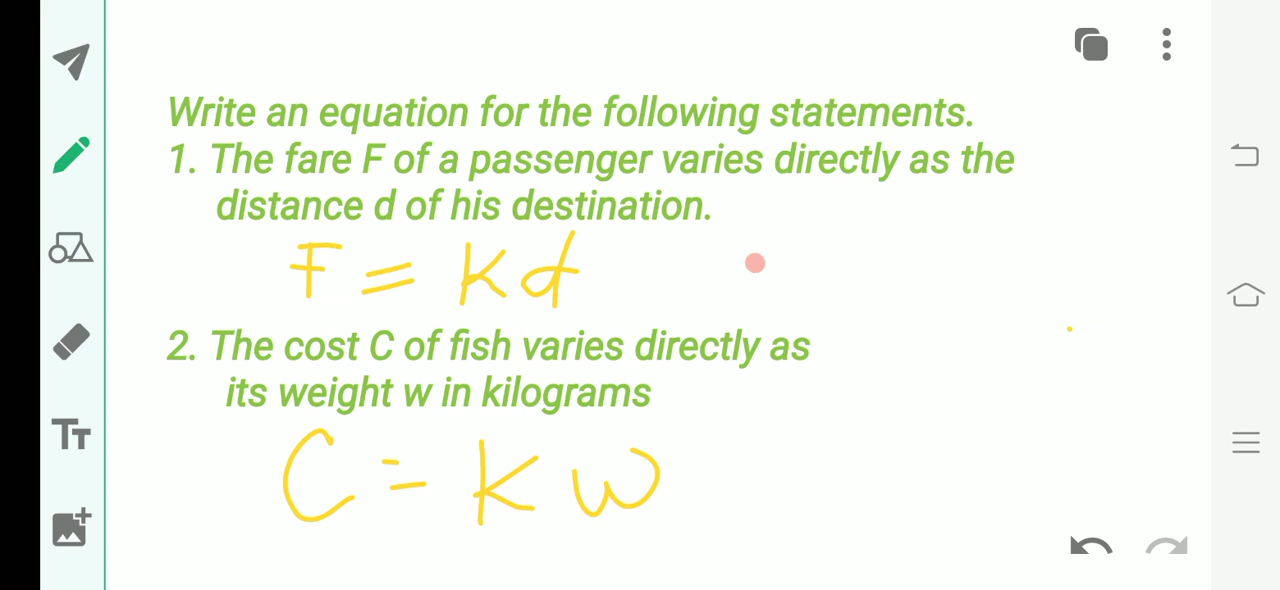 Write an equation for the following statements.
1. The fare F of a passenger varies directly as the
distance d of his destination.
F = Kd
2. The cost C of fish varies directly as
its weight w in kilograms
C = K w
TT